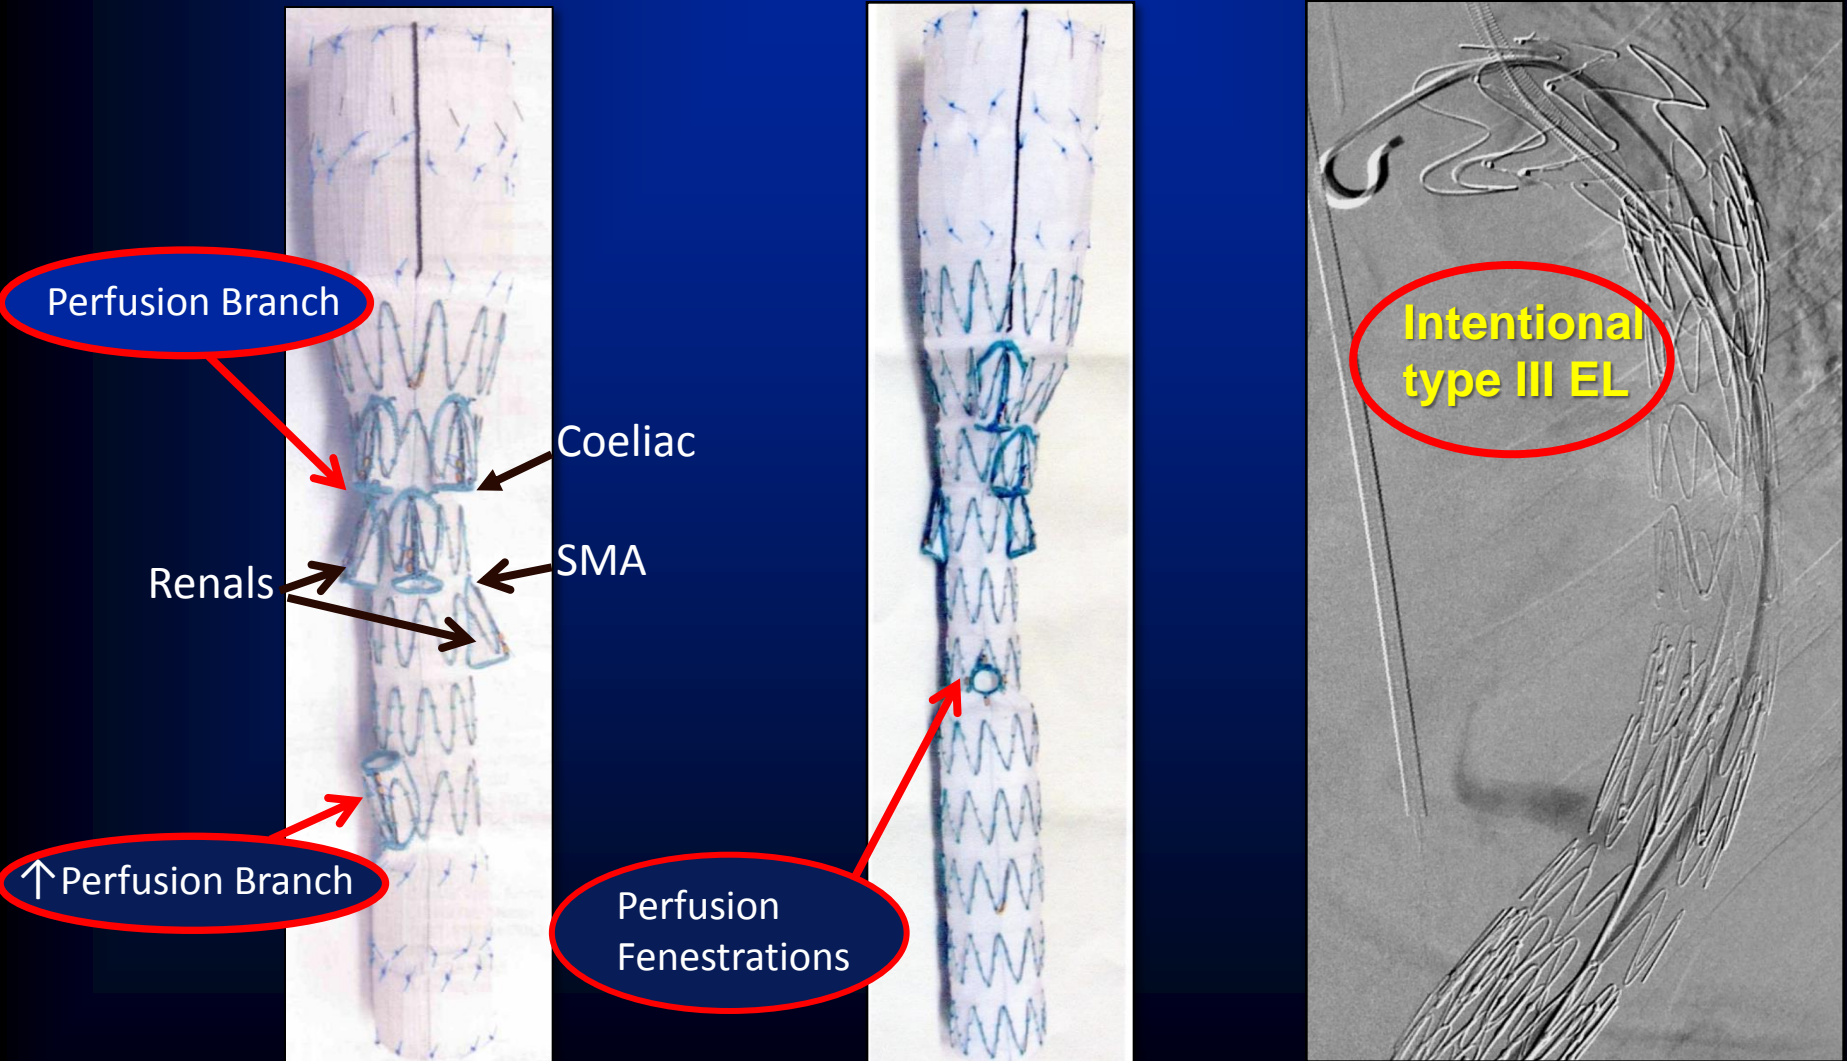 Perfusion Branch
Coeliac
SMA
Renals
↑Perfusion Branch
Perfusion
Fenestrations
Intentional
type III EL